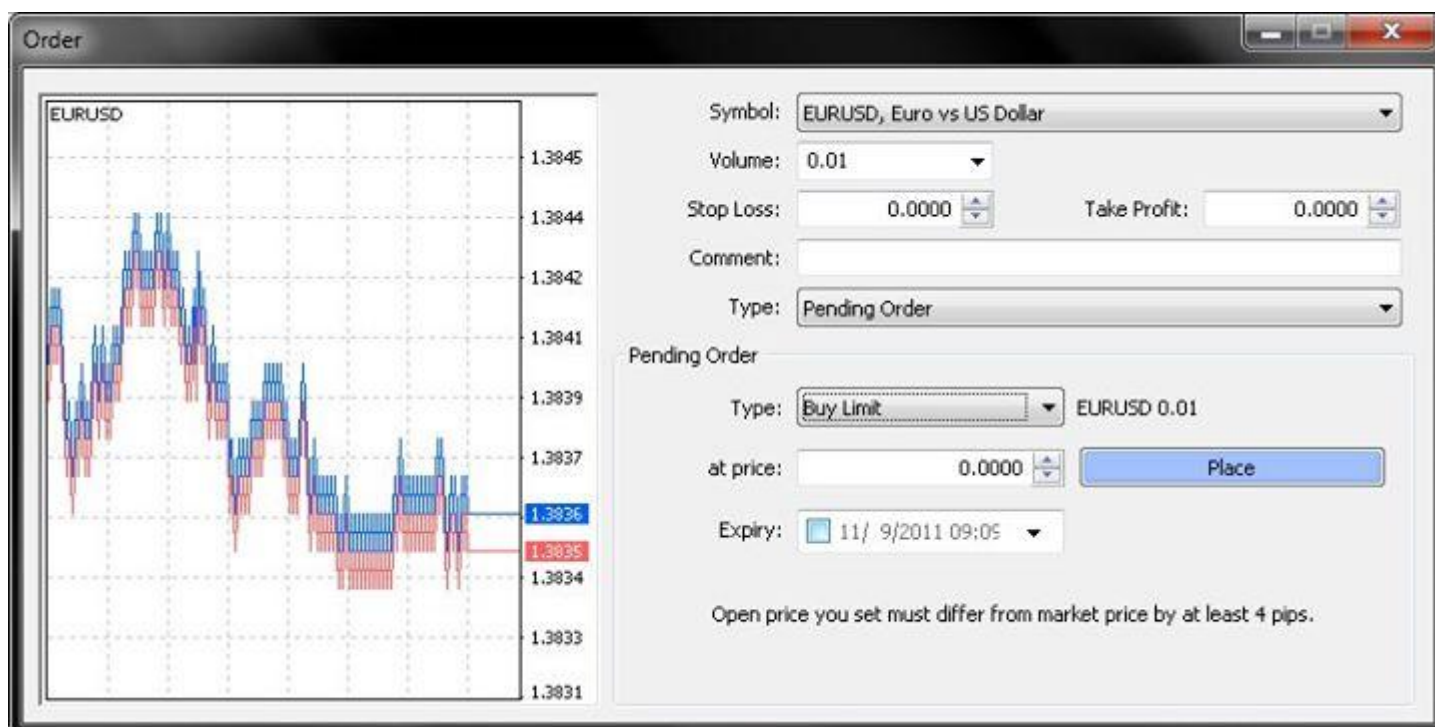 Order
EURUSD
1.3845
1.3844
1.3842
1.3841
1.3839
1.3837
1.3836
1.3835
1.3834
1.3833
1.3831
Symbol: EURUSD, Euro vs US Dollar
Volume: 0.01
Stop Loss: 0.0000 Take Profit: 0.0000
Comment:
Type: Pending Order
Pending Order
Type: Buy Limit EURUSD 0.01
at price: 0.0000 Place
Expiry: 11/ 9/2011 09:05
Open price you set must differ from market price by at least 4 pips.